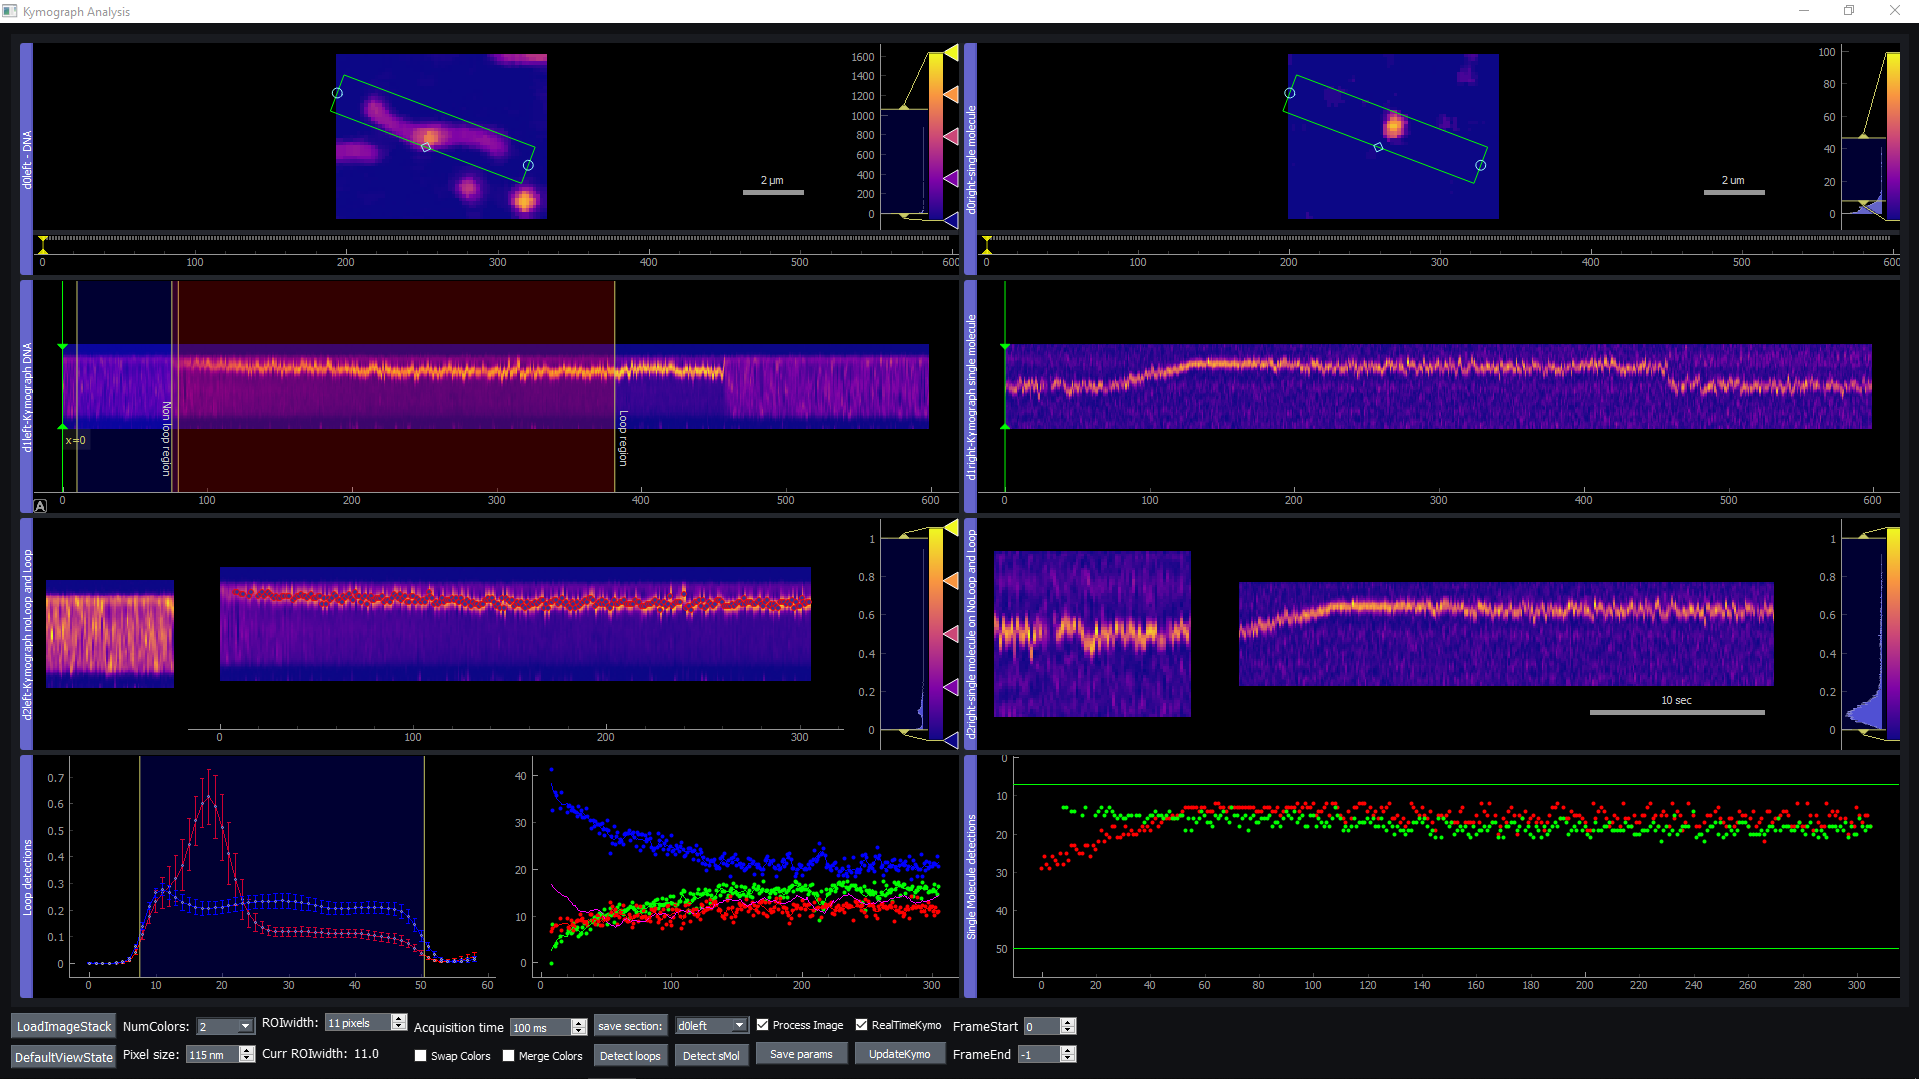 Kymograph Analysis
d0left - DNA
2 μm
1600
1400
1200
1000
800
600
400
200
0
0 100 200 300 400 500 600
d0right-single molecule
2 um
100
80
60
40
20
0
0 100 200 300 400 500 600
d1left-Kymograph DNA
x=0
Non loop region
Loop region
A
0 100 200 300 400 500 600
d1right-Kymograph single molecule
0 100 200 300 400 500 600
d2left-Kymograph noLoop and Loop
0 100 200 300
1
0.8
0.6
0.4
0.2
0
d2right-single molecule on NoLoop and Loop
10 sec
1
0.8
0.6
0.4
0.2
0
Loop detections
0.7
0.6
0.5
0.4
0.3
0.2
0.1
0
0 10 20 30 40 50 60
40
30
20
10
0
0 100 200 300
Single Molecule detections
0
10
20
30
40
50
0 20 40 60 80 100 120 140 160 180 200 220 240 260 280 300
LoadImageStack NumColors: 2 ROIwidth: 11 pixels Acquisition time 100 ms save section: d0left Process Image RealTimeKymo FrameStart 0
DefaultViewState Pixel size: 115 nm Curr ROIwidth: 11.0 Swap Colors Merge Colors Detect loops Detect sMol Save params UpdateKymo FrameEnd -1